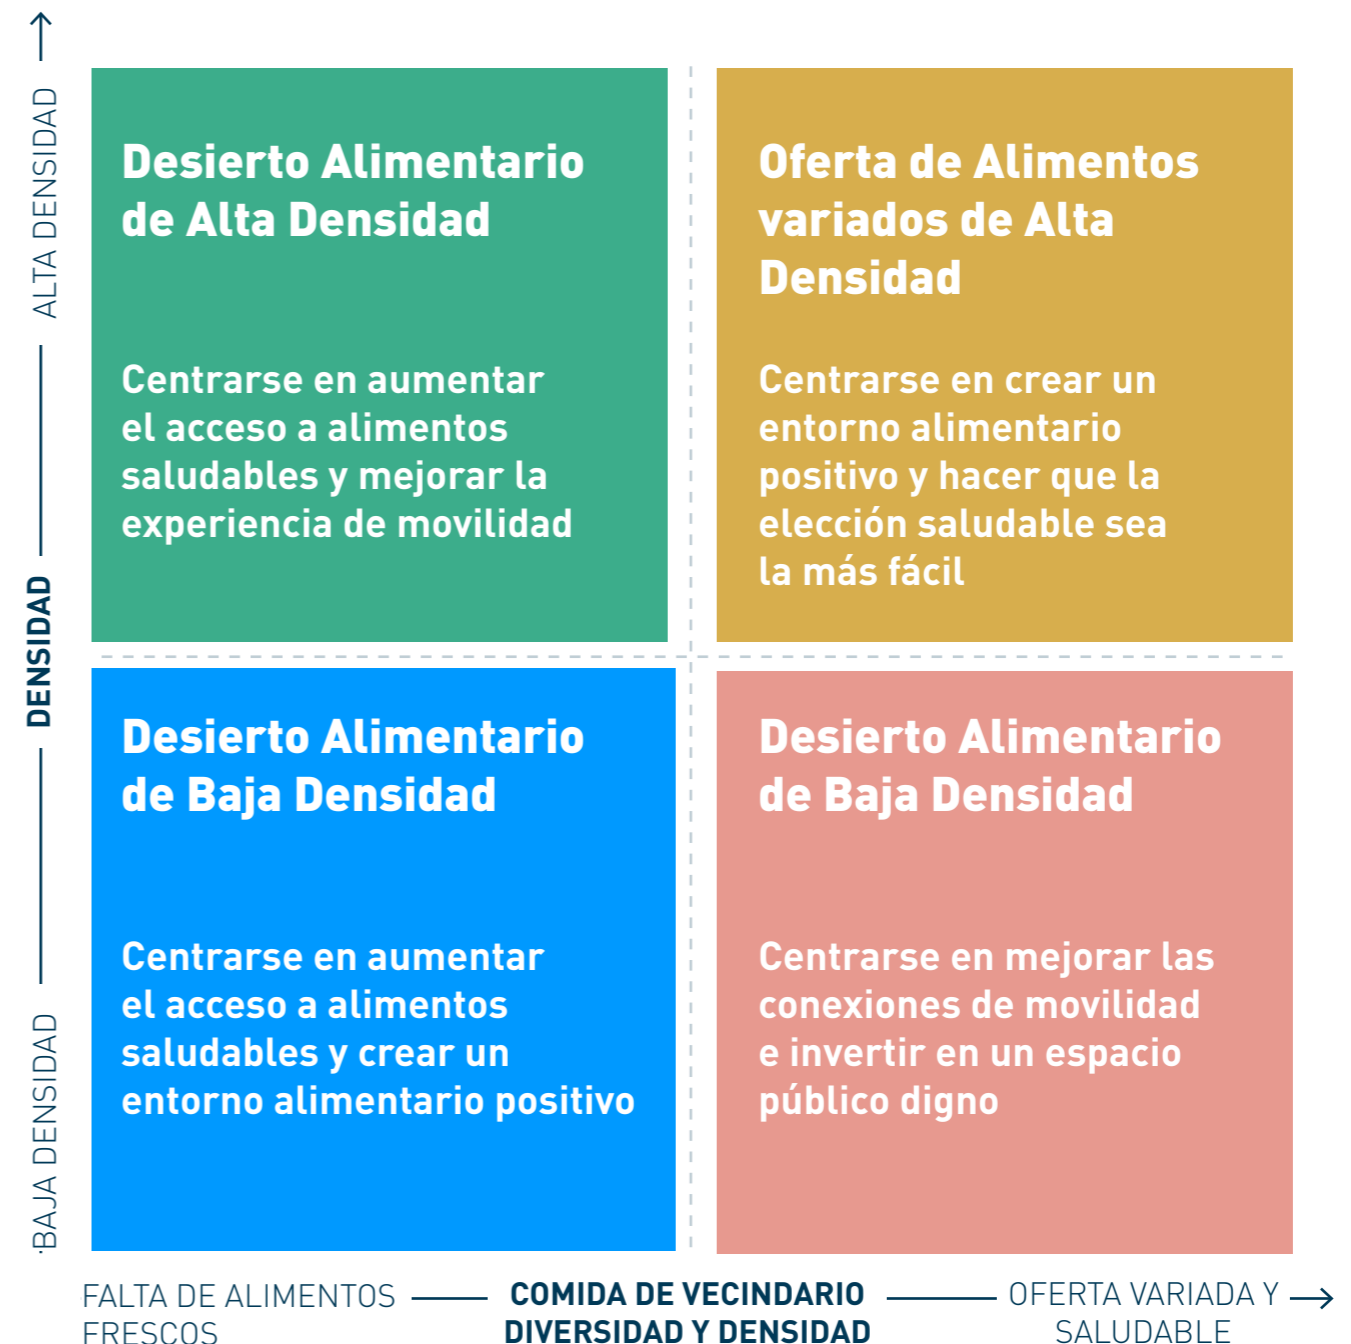 ALTA DENSIDAD
DENSIDAD
BAJA DENSIDAD
Desierto Alimentario
de Alta Densidad
Centrarse en aumentar
el acceso a alimentos
saludables y mejorar la
experiencia de movilidad
Oferta de Alimentos
variados de Alta
Densidad
Centrarse en crear un
entorno alimentario
positivo y hacer que la
elección saludable sea
la más fácil
Desierto Alimentario
de Baja Densidad
Centrarse en aumentar
el acceso a alimentos
saludables y crear un
entorno alimentario positivo
Desierto Alimentario
de Baja Densidad
Centrarse en mejorar las
conexiones de movilidad
e invertir en un espacio
público digno
FALTA DE ALIMENTOS
FRESCOS
COMIDA DE VECINDARIO
DIVERSIDAD Y DENSIDAD
OFERTA VARIADA Y
SALUDABLE